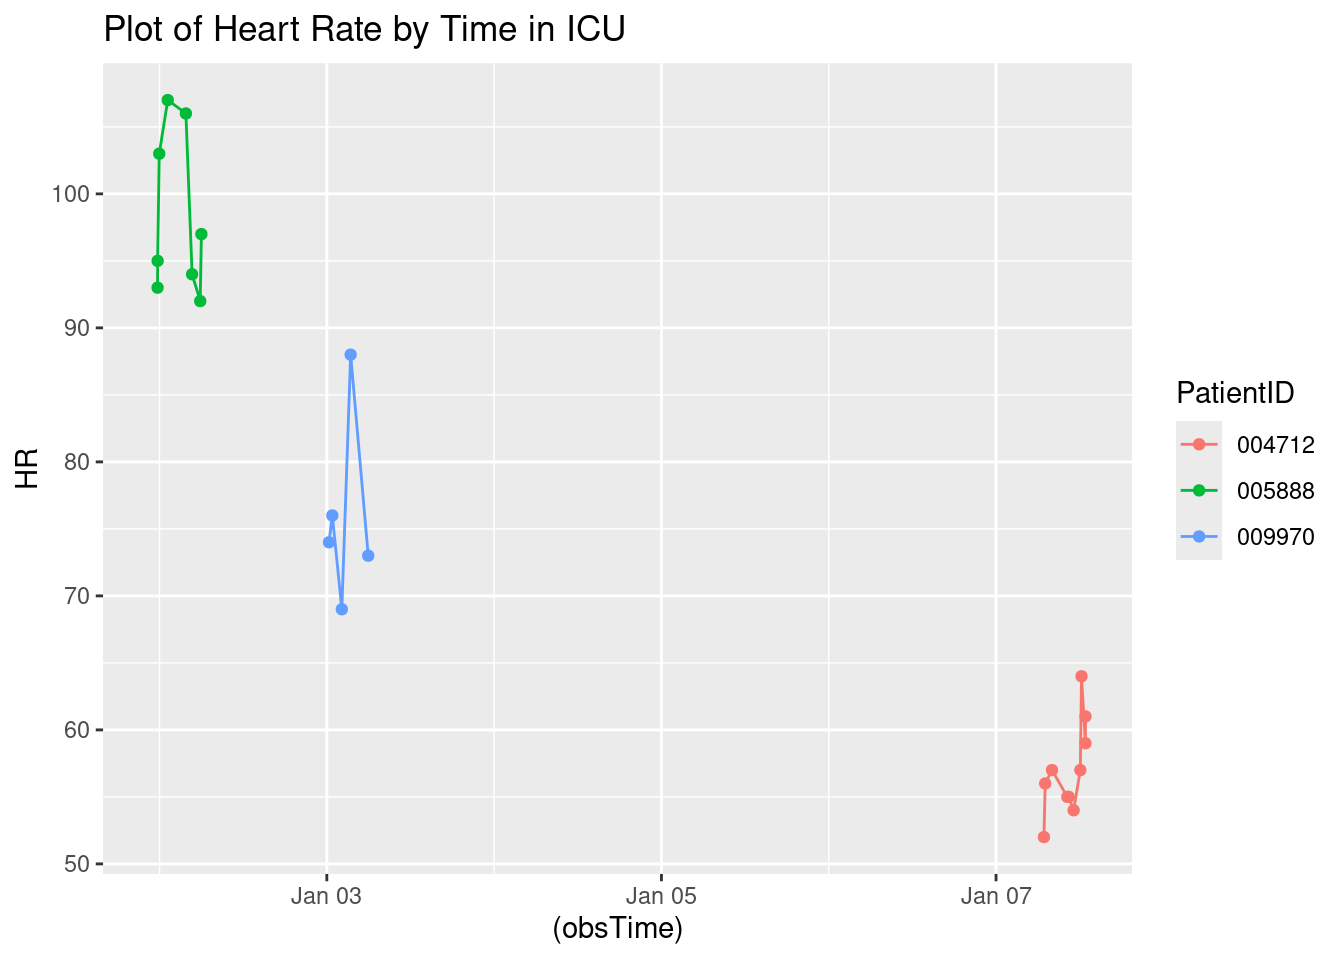 Plot of Heart Rate by Time in ICU
100
90
80
70
60
50
HR
Jan 03
Jan 05
Jan 07
(obsTime)
PatientID
004712
005888
009970